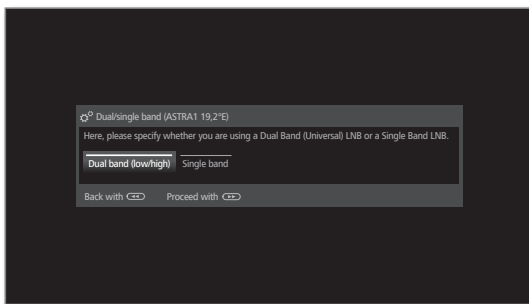 Dual/single band (ASTRA1 19,2°E)
Here, please specify whether you are using a Dual Band (Universal) LNB or a Single Band LNB.
Dual band (low/high) Single band
Back with Proceed with